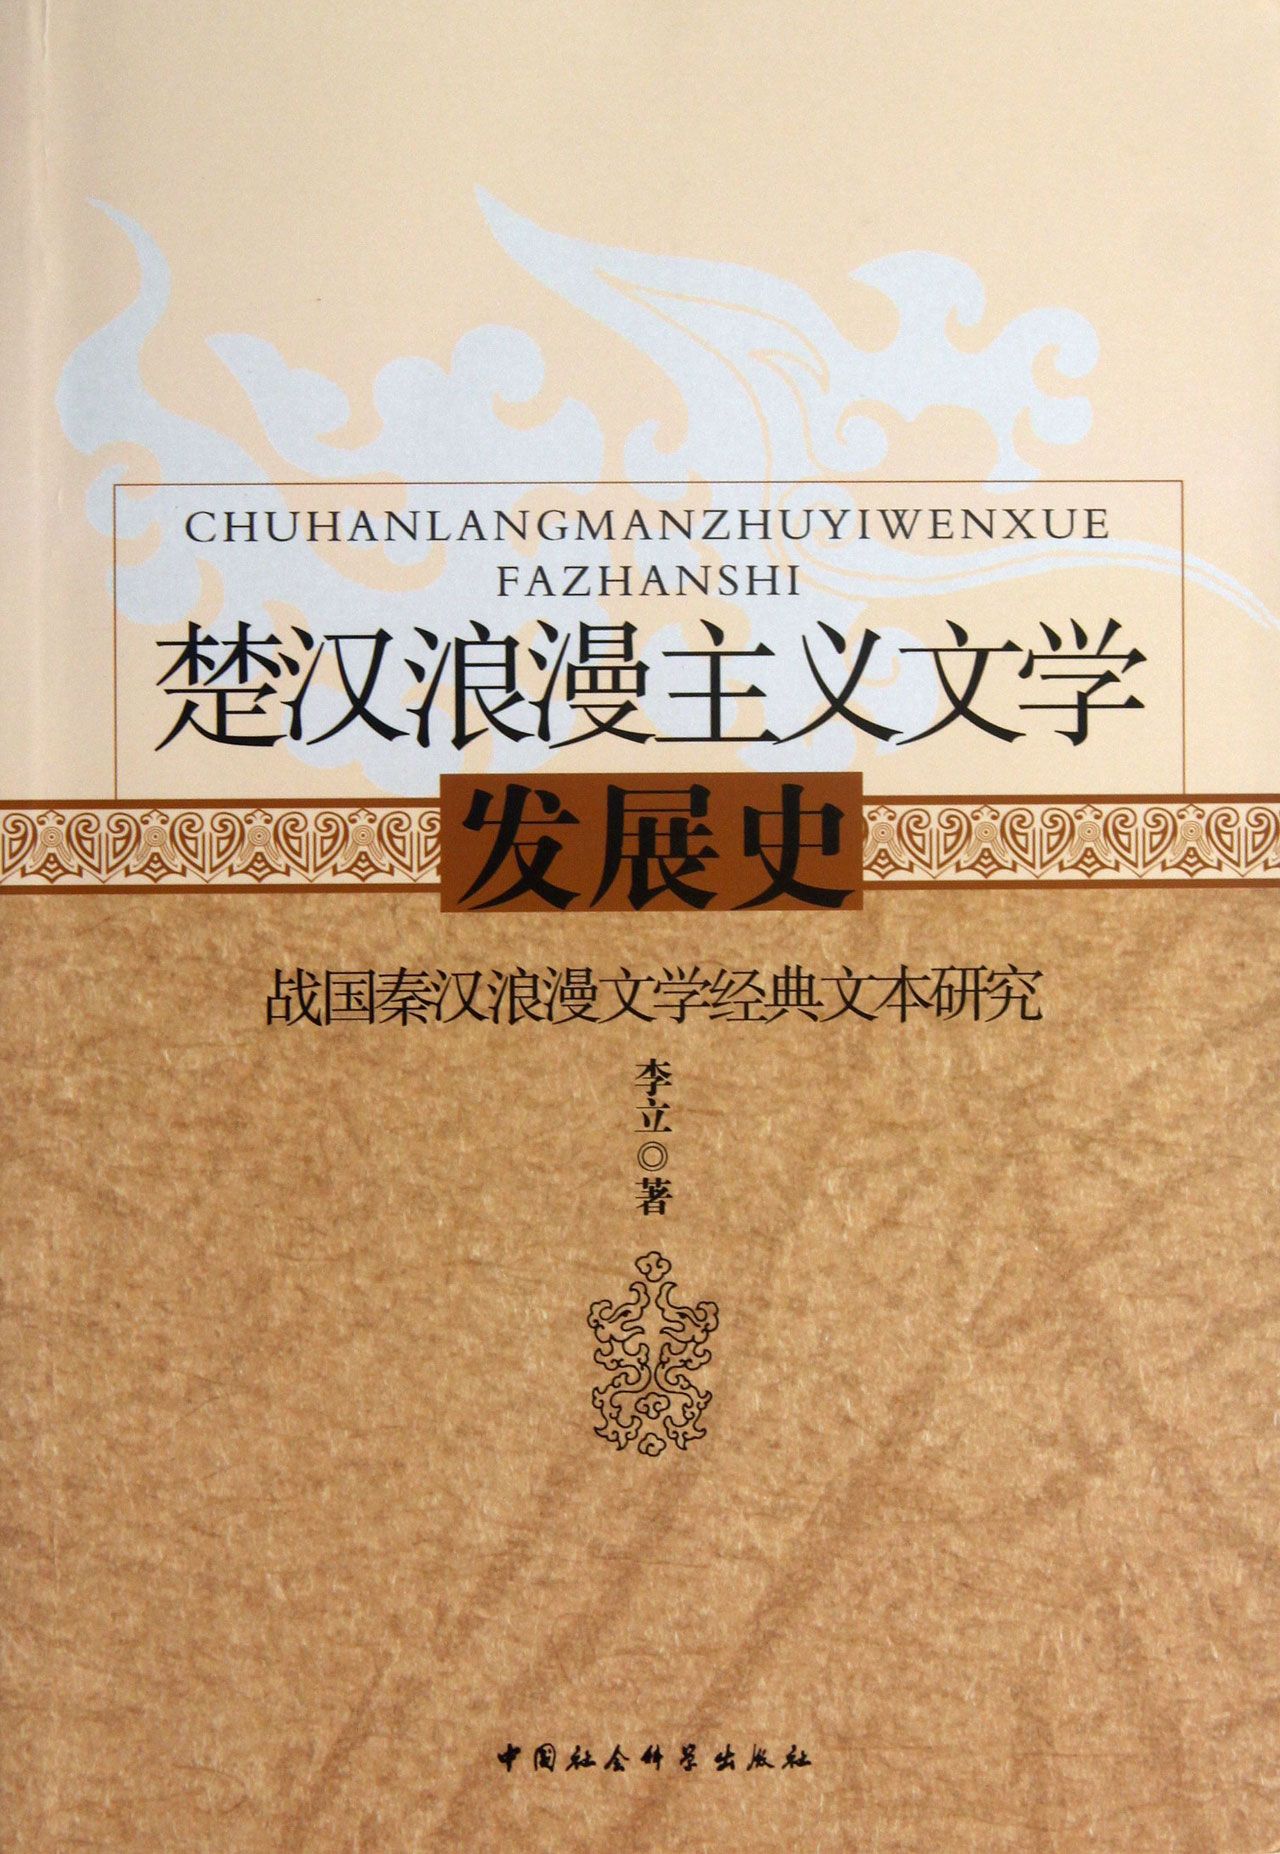 CHUHANLANGMANZHUYIWENXUE
FAZHANSHI
楚汉浪漫主义文学
发展史
战国秦汉浪漫文学经典文本研究
李立◎著
中国社会科学出版社